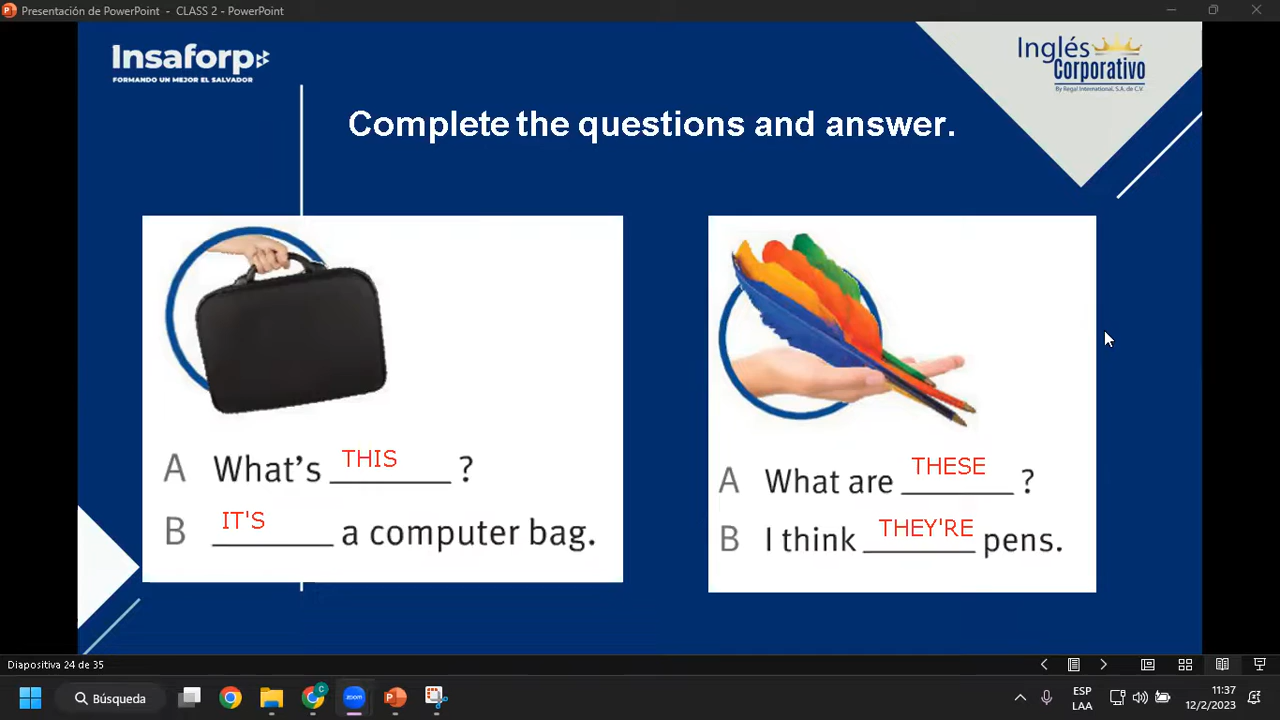 Presentación de PowerPoint - CLASS 2 - PowerPoint
Insaforp
FORMANDO UN MEJOR EL SALVADOR
Inglés
Corporativo
By Regal International, S.A. de C.V.
Complete the questions and answer.
A What's THIS ?
B IT'S a computer bag.
A What are THESE ?
B I think THEY'RE pens.
Diapositiva 24 de 35
Búsqueda
zoom
ESP
LAA
11:37
12/2/2023